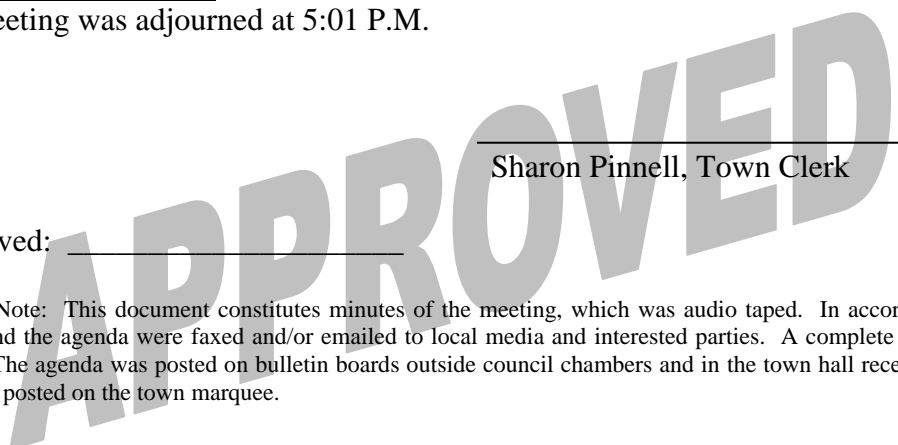 eeting was adjourned at 5:01 P.M.
APPROVED
Sharon Pinnell, Town Clerk
ved: ____________________
Note: This document constitutes minutes of the meeting, which was audio taped. In accor
nd the agenda were faxed and/or emailed to local media and interested parties. A complete
The agenda was posted on bulletin boards outside council chambers and in the town hall rece
posted on the town marquee.